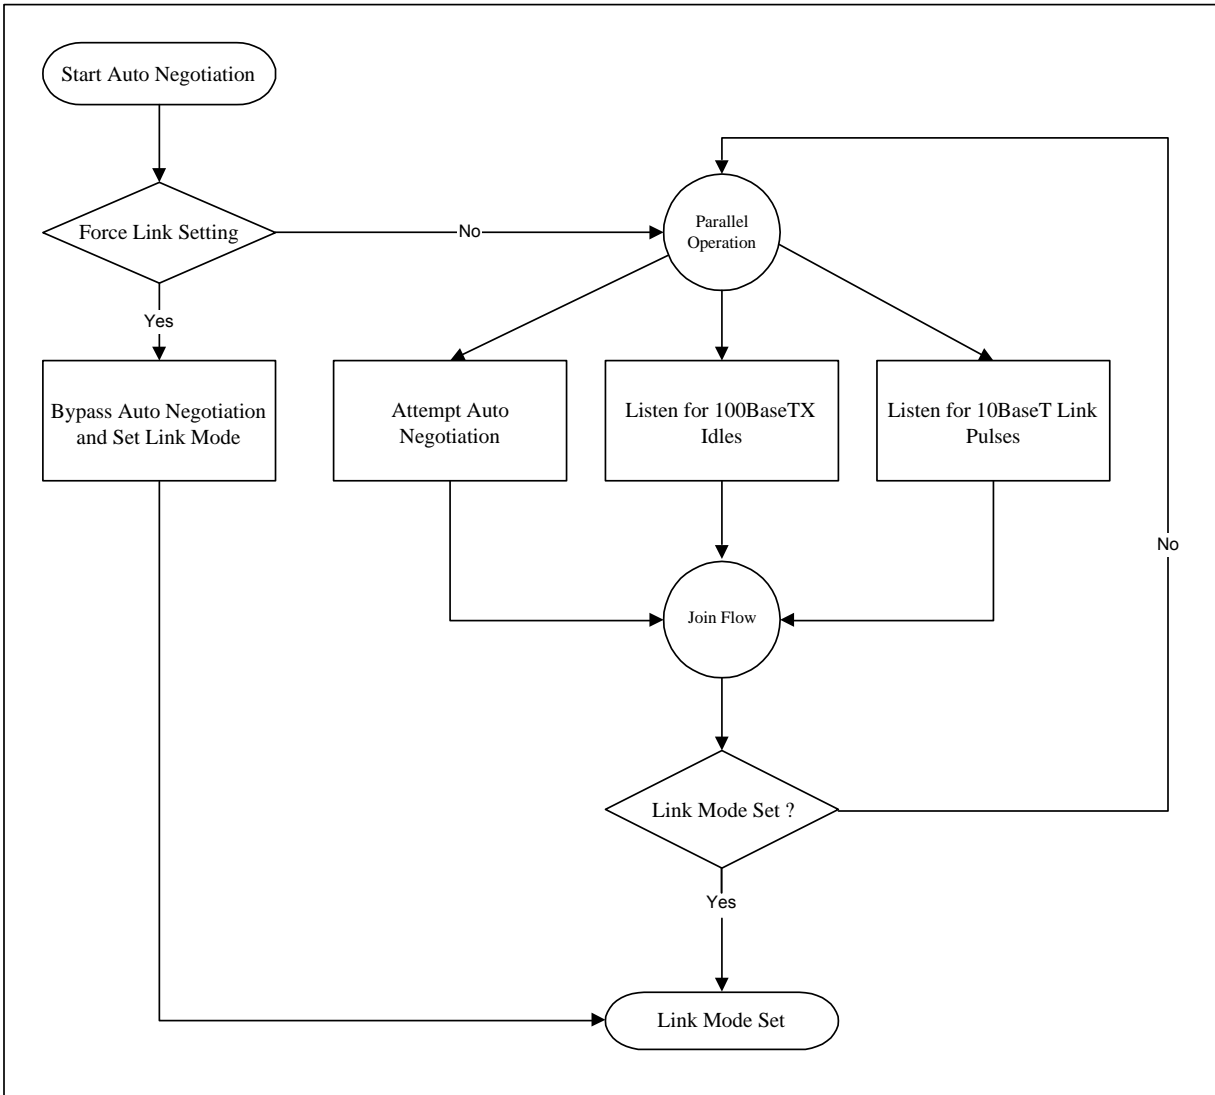 Start Auto Negotiation
Force Link Setting
No
Parallel
Operation
Yes
Bypass Auto Negotiation
and Set Link Mode
Attempt Auto
Negotiation
Listen for 100BaseTX
Idles
Listen for 10BaseT Link
Pulses
No
Join Flow
Link Mode Set ?
Yes
Link Mode Set